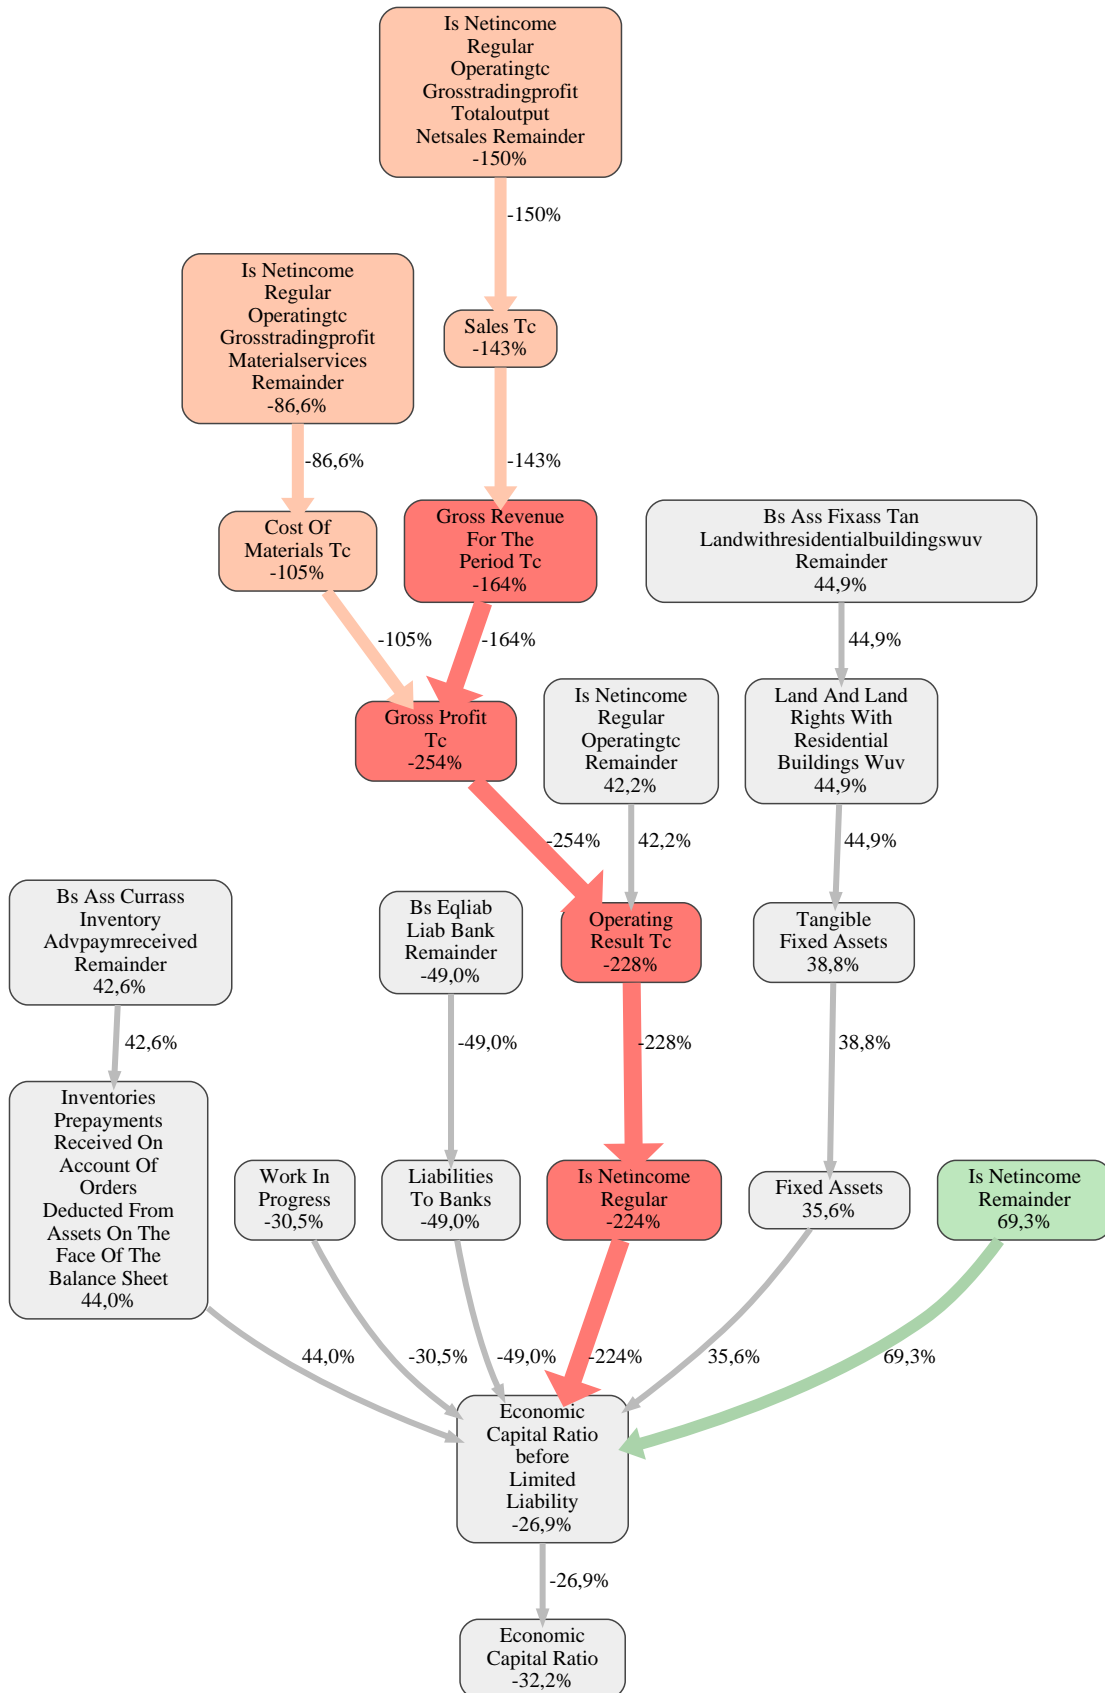 Is Netincome
Regular
Operatingtc
Grosstradingprofit
Totaloutput
Netsales Remainder
-150%
-150%
Is Netincome
Regular
Operatingtc
Grosstradingprofit
Materialservices
Remainder
-86,6%
Sales Tc
-143%
-86,6%
-143%
Cost Of
Materials Tc
-105%
Gross Revenue
For The
Period Tc
-164%
Bs Ass Fixass Tan
Landwithresidentialbuildingswuv
Remainder
44,9%
-105%
-164%
44,9%
Gross Profit
Tc
-254%
Is Netincome
Regular
Operatingtc
Remainder
42,2%
Land And Land
Rights With
Residential
Buildings Wuv
44,9%
-254%
42,2%
44,9%
Bs Ass Currass
Inventory
Advpaymreceived
Remainder
42,6%
Bs Eqliab
Liab Bank
Remainder
-49,0%
Operating
Result Tc
-228%
Tangible
Fixed Assets
38,8%
42,6%
-49,0%
-228%
38,8%
Inventories
Prepayments
Received On
Account Of
Orders
Deducted From
Assets On The
Face Of The
Balance Sheet
44,0%
Work In
Progress
-30,5%
Liabilities
To Banks
-49,0%
Is Netincome
Regular
-224%
Fixed Assets
35,6%
Is Netincome
Remainder
69,3%
44,0%
-30,5%
-49,0%
-224%
35,6%
69,3%
Economic
Capital Ratio
before
Limited
Liability
-26,9%
-26,9%
Economic
Capital Ratio
-32,2%